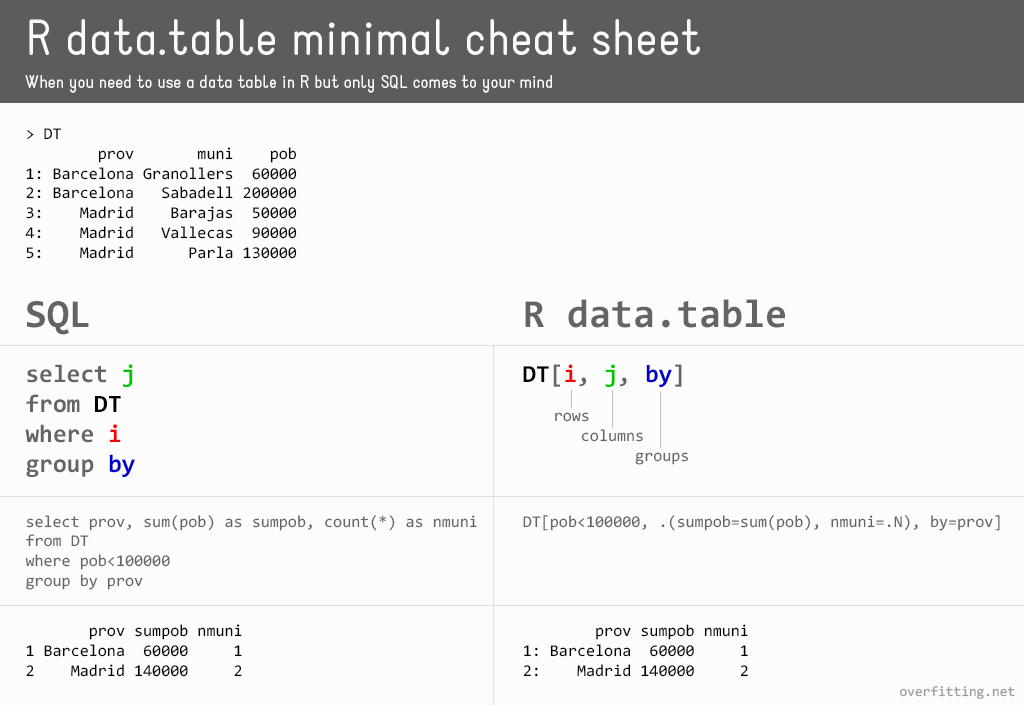 R data.table minimal cheat sheet
When you need to use a data table in R but only SQL comes to your mind
> DT
prov muni pob
1: Barcelona Granollers 60000
2: Barcelona Sabadell 200000
3: Madrid Barajas 50000
4: Madrid Vallecas 90000
5: Madrid Parla 130000
SQL
R data.table
select j
from DT
where i
group by
DT[i, j, by]
rows
columns
groups
select prov, sum(pob) as sumpob, count(*) as nmuni
from DT
where pob<100000
group by prov
DT[pob<100000, .(sumpob=sum(pob), nmuni=.N), by=prov]
prov sumpob nmuni
1 Barcelona 60000 1
2 Madrid 140000 2
prov sumpob nmuni
1: Barcelona 60000 1
2: Madrid 140000 2
overfitting.net